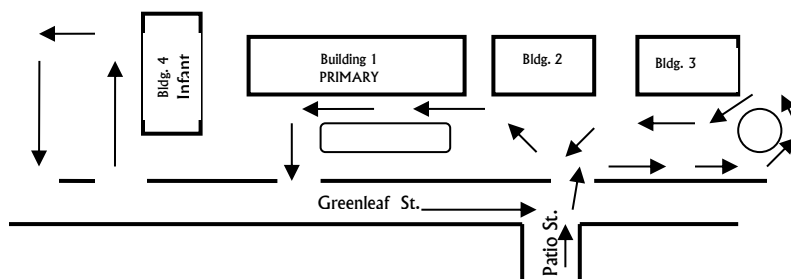 Bldg. 4
Infant
Building 1
PRIMARY
Bldg. 2
Bldg. 3
Greenleaf St.
Patio St.